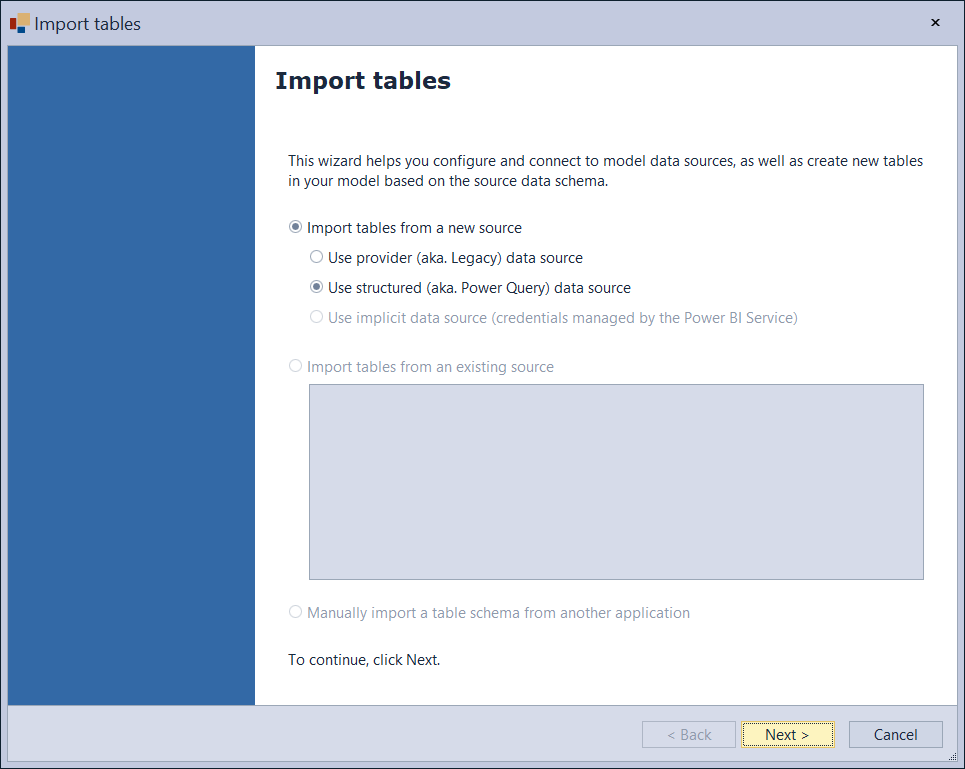 Import tables
Import tables
This wizard helps you configure and connect to model data sources, as well as create new tables
in your model based on the source data schema.
Import tables from a new source
Use provider (aka. Legacy) data source
Use structured (aka. Power Query) data source
Use implicit data source (credentials managed by the Power BI Service)
Import tables from an existing source
Manually import a table schema from another application
To continue, click Next.
< Back Next > Cancel